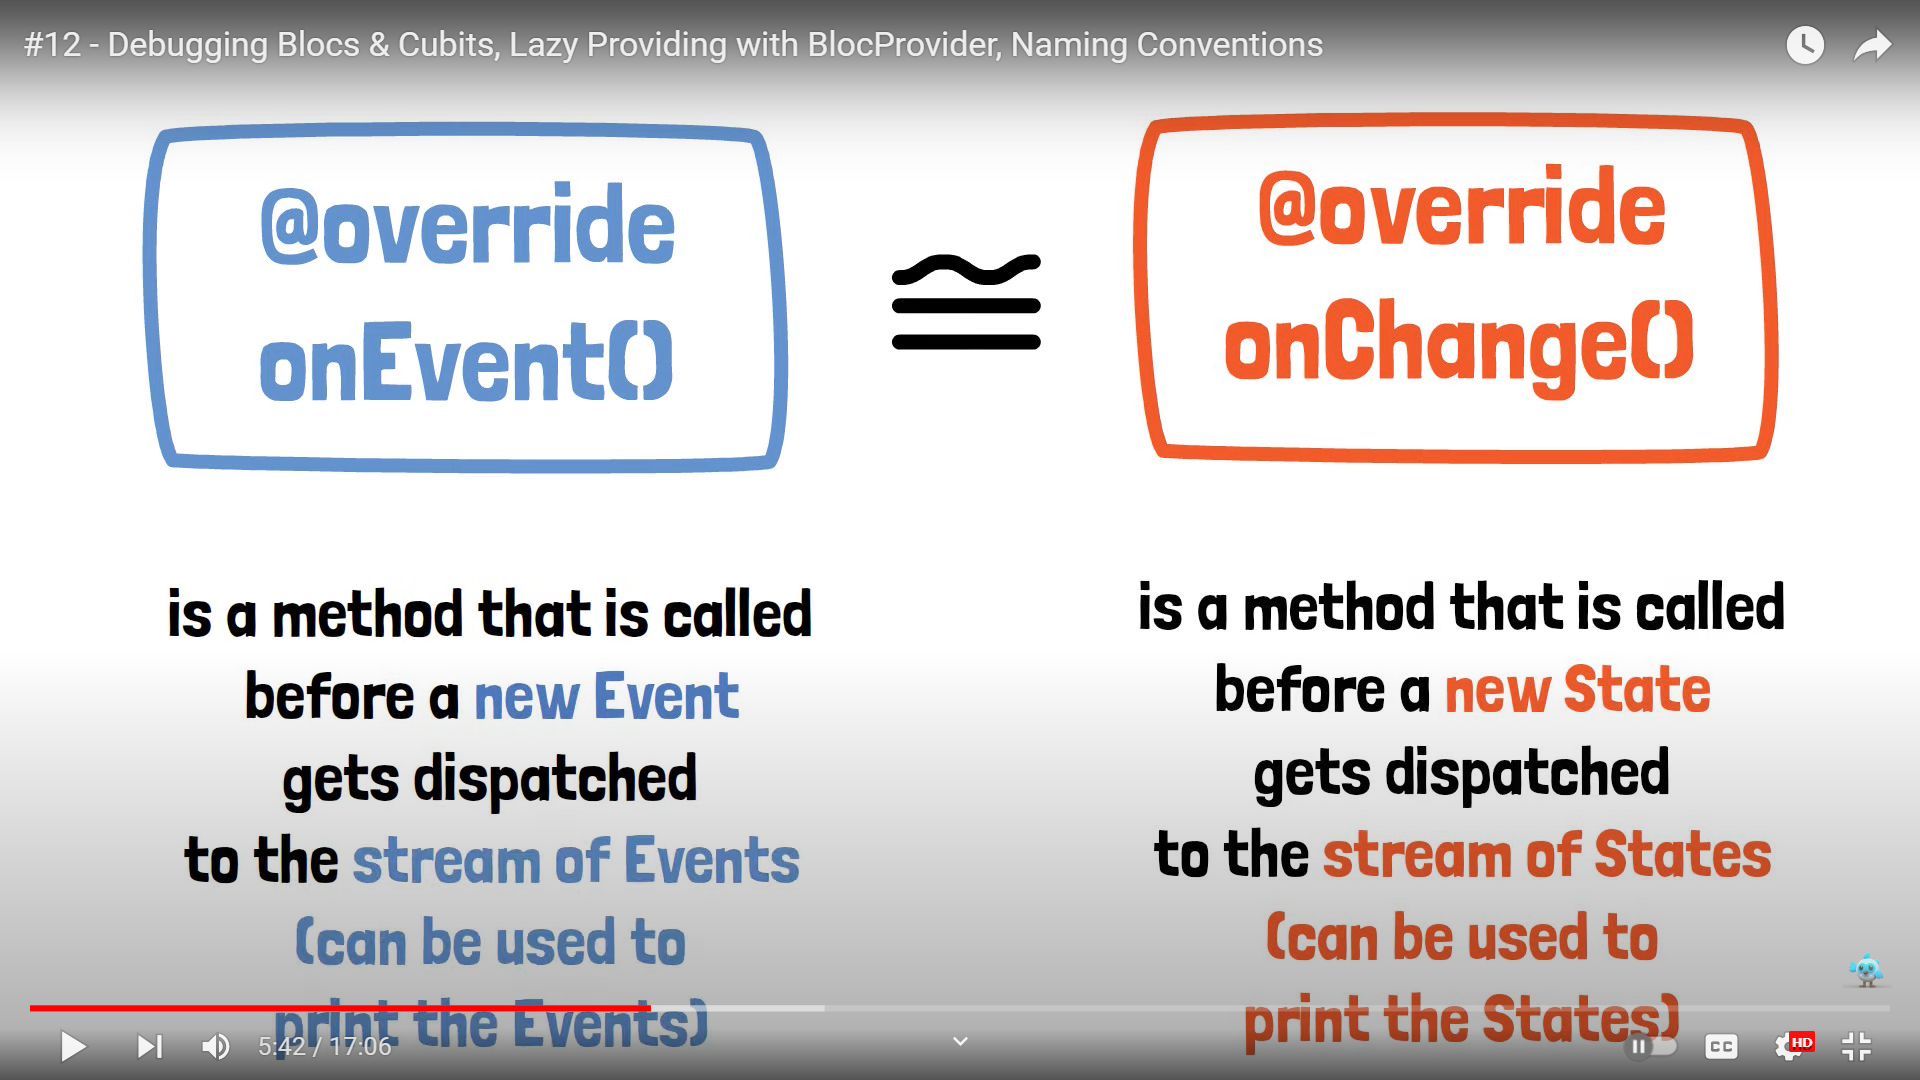 #12 - Debugging Blocs & Cubits, Lazy Providing with BlocProvider, Naming Conventions
@override
onEvent()
≅
@override
onChange()
is a method that is called
before a new Event
gets dispatched
to the stream of Events
(can be used to
print the Events)
is a method that is called
before a new State
gets dispatched
to the stream of States
(can be used to
print the States)
5:42 / 17:06
CC
HD